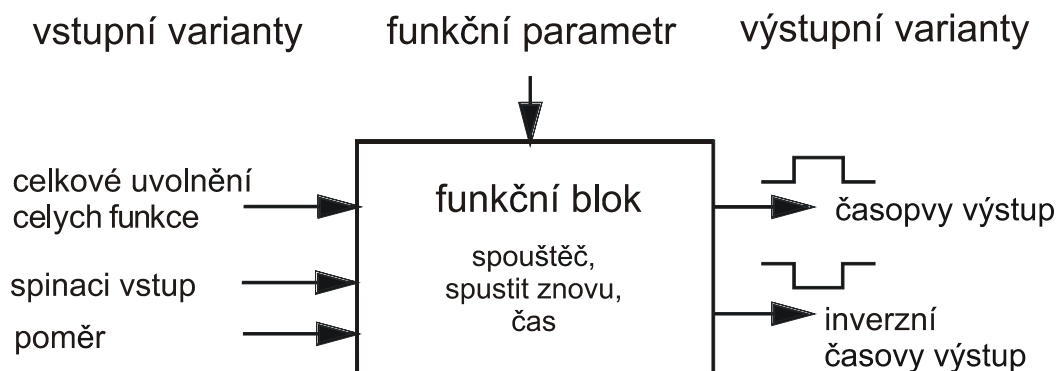 vstupní varianty
funkční parametr
výstupní varianty
celkové uvolnění
celych funkce
spinaci vstup
poměr
funkční blok
spouštěč,
spustit znovu,
čas
časopvy výstup
inverzní
časovy výstup